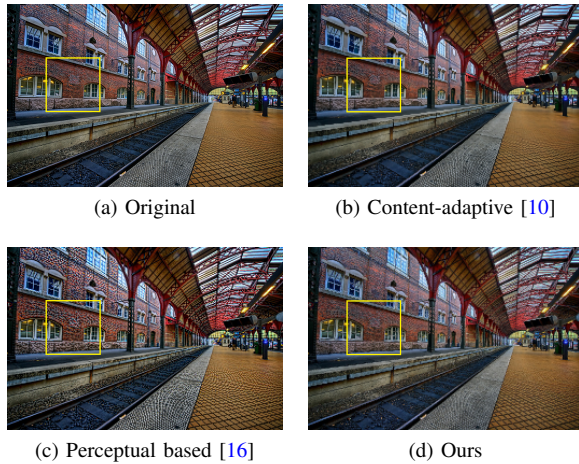 (a) Original
(b) Content-adaptive [10]
(c) Perceptual based [16]
(d) Ours